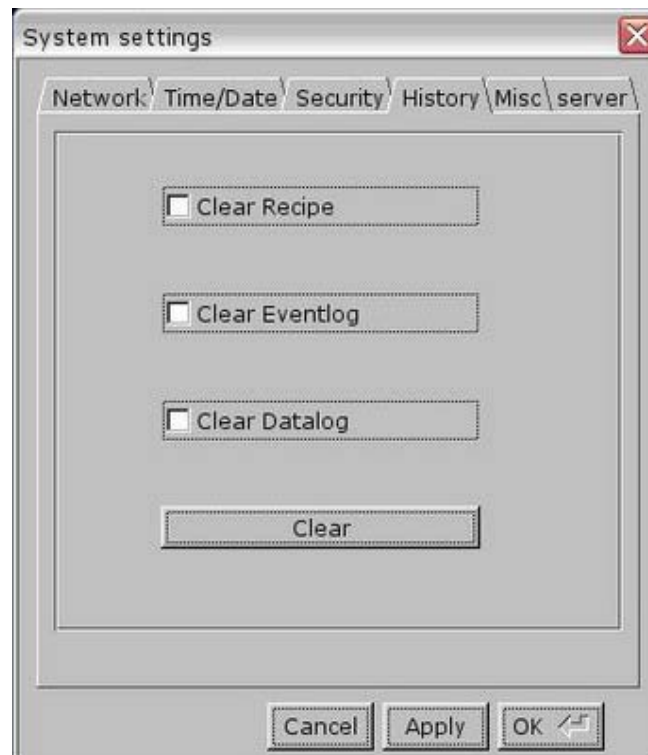 System settings
Network Time/Date Security History Misc server
Clear Recipe
Clear Eventlog
Clear Datalog
Clear
Cancel Apply OK